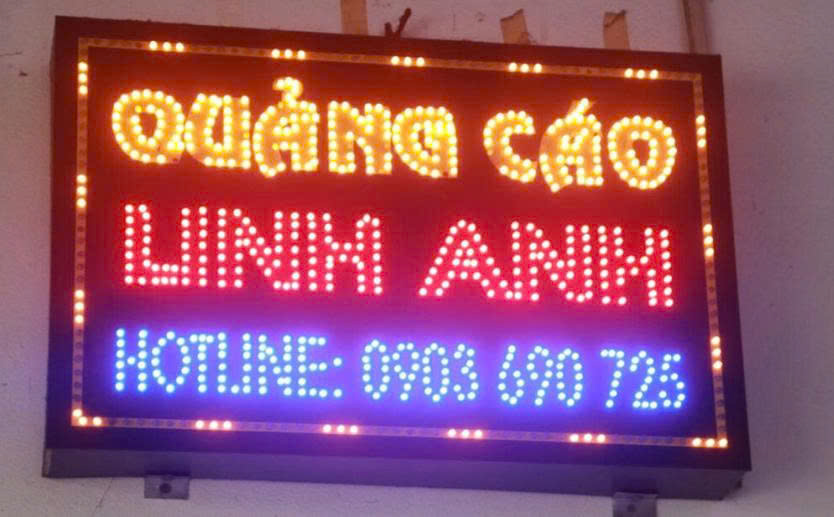 QUẢNG CÁO
LINH ANH
HOTLINE: 0903 690 725